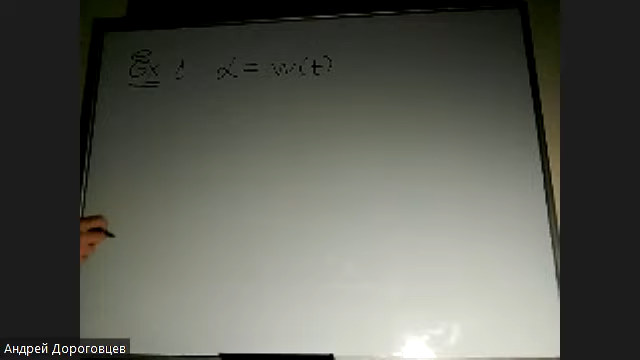 Ex 1 α = w(t)
Андрей Дороговцев